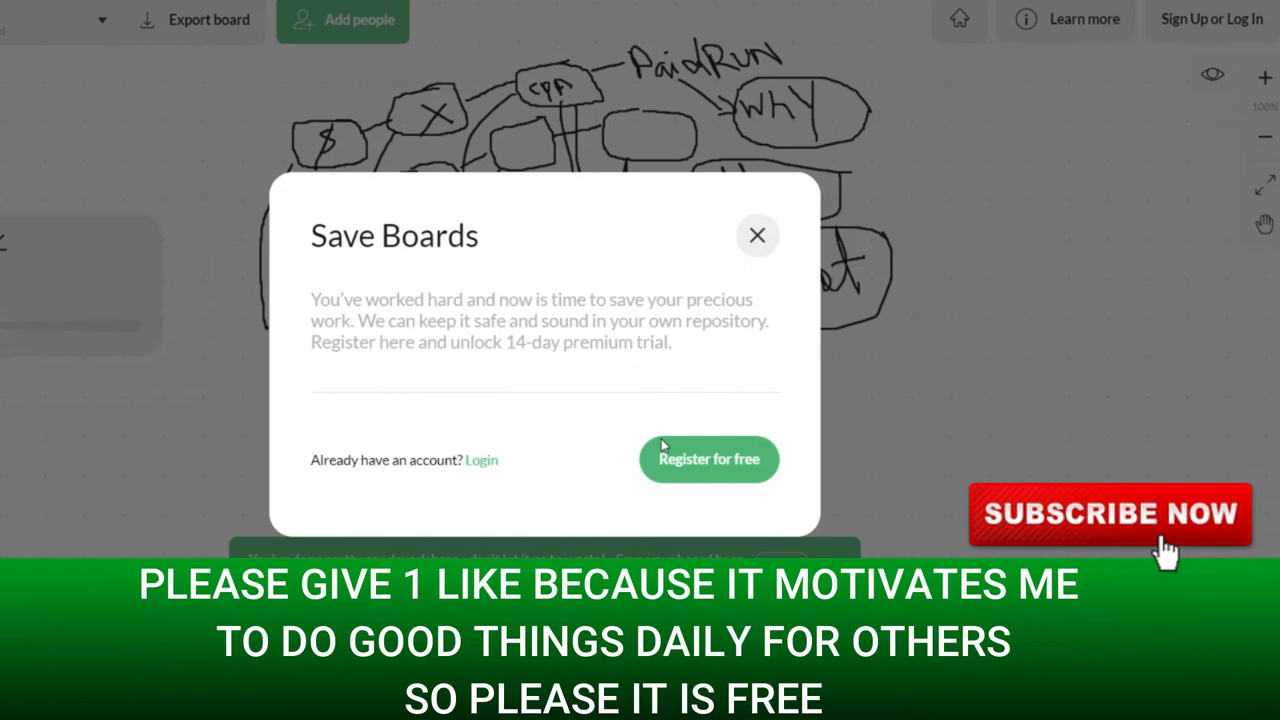 Export board
Add people
Learn more
Sign Up or Log In
100%
PaidRUN
CPA
X
WhY
$
Save Boards
You've worked hard and now is time to save your precious
work. We can keep it safe and sound in your own repository.
Register here and unlock 14-day premium trial.
Already have an account? Login
Register for free
SUBSCRIBE NOW
PLEASE GIVE 1 LIKE BECAUSE IT MOTIVATES ME
TO DO GOOD THINGS DAILY FOR OTHERS
SO PLEASE IT IS FREE